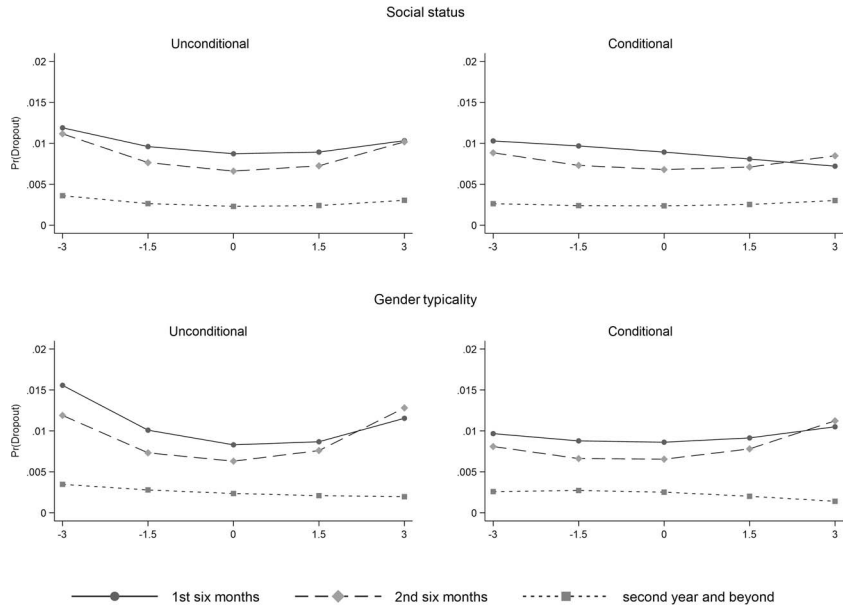 Social status
Unconditional
Conditional
Pr(Dropout)
.02
.015
.01
.005
0
-3 -1.5 0 1.5 3
.02
.015
.01
.005
0
-3 -1.5 0 1.5 3
Gender typicality
Unconditional
Conditional
Pr(Dropout)
.02
.015
.01
.005
0
-3 -1.5 0 1.5 3
.02
.015
.01
.005
0
-3 -1.5 0 1.5 3
1st six months 2nd six months second year and beyond